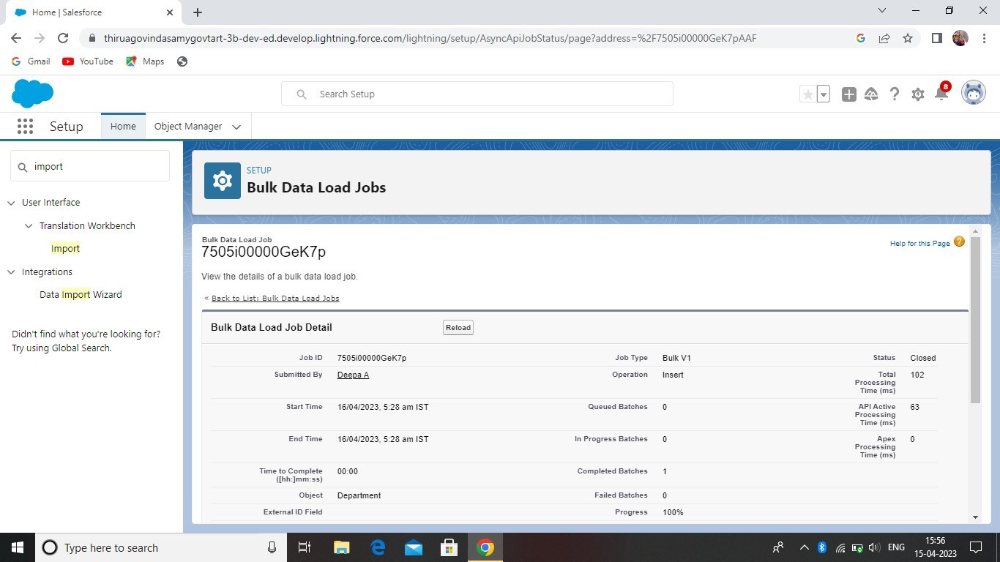 Home | Salesforce
thiruagovindasamygovtart-3b-dev-ed.develop.lightning.force.com/lightning/setup/AsyncApiJobStatus/page?address=%2F7505i00000GeK7pAAF
Gmail YouTube Maps
Search Setup
8
Setup Home Object Manager
import
User Interface
Translation Workbench
Import
Integrations
Data Import Wizard
Didn't find what you're looking for?
Try using Global Search.
SETUP
Bulk Data Load Jobs
Bulk Data Load Job
7505i00000GeK7p
Help for this Page ?
View the details of a bulk data load job.
« Back to List: Bulk Data Load Jobs
Bulk Data Load Job Detail Reload
Job ID 7505i00000GeK7p Job Type Bulk V1 Status Closed
Submitted By Deepa A Operation Insert Total Processing Time (ms) 102
Start Time 16/04/2023, 5:28 am IST Queued Batches 0 API Active Processing Time (ms) 63
End Time 16/04/2023, 5:28 am IST In Progress Batches 0 Apex Processing Time (ms) 0
Time to Complete ([hh:]mm:ss) 00:00 Completed Batches 1
Object Department Failed Batches 0
External ID Field Progress 100%
Type here to search
ENG
15:56
15-04-2023